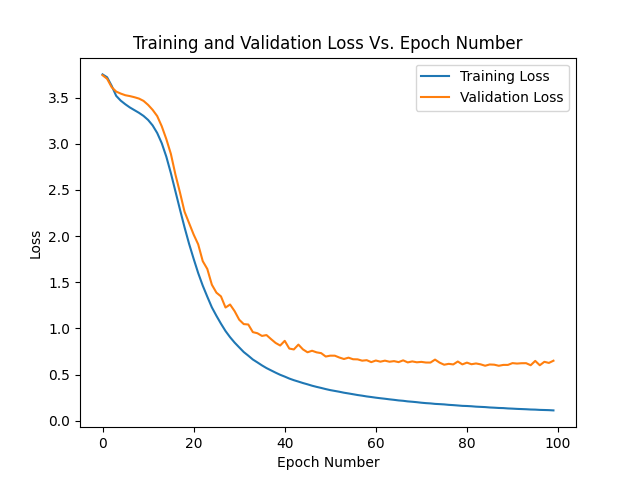 Training and Validation Loss Vs. Epoch Number
Training Loss
Validation Loss
3.5
3.0
2.5
2.0
1.5
1.0
0.5
0.0
Loss
0 20 40 60 80 100
Epoch Number